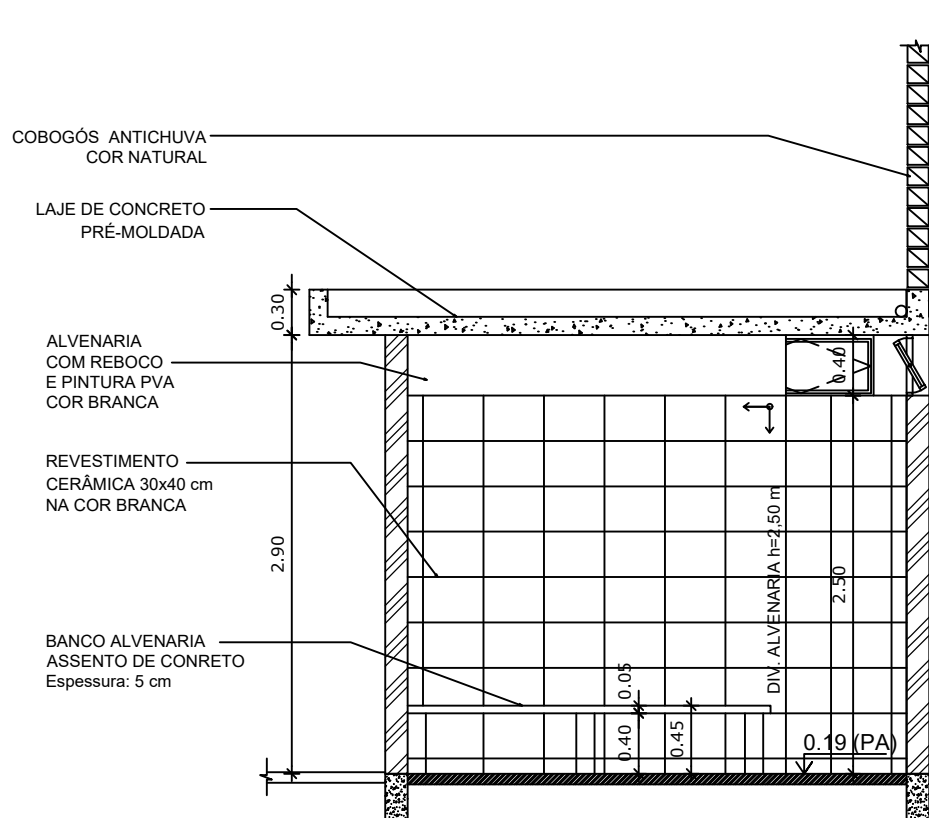 COBOGÓS ANTICHUVA
COR NATURAL
LAJE DE CONCRETO
PRÉ-MOLDADA
0.30
ALVENARIA
COM REBOCO
E PINTURA PVA
COR BRANCA
0.40
REVESTIMENTO
CERÂMICA 30x40 cm
NA COR BRANCA
2.90
DIV. ALVENARIA h=2,50 m
2.50
BANCO ALVENARIA
ASSENTO DE CONRETO
Espessura: 5 cm
0.05
0.40
0.45
0.19 (PA)